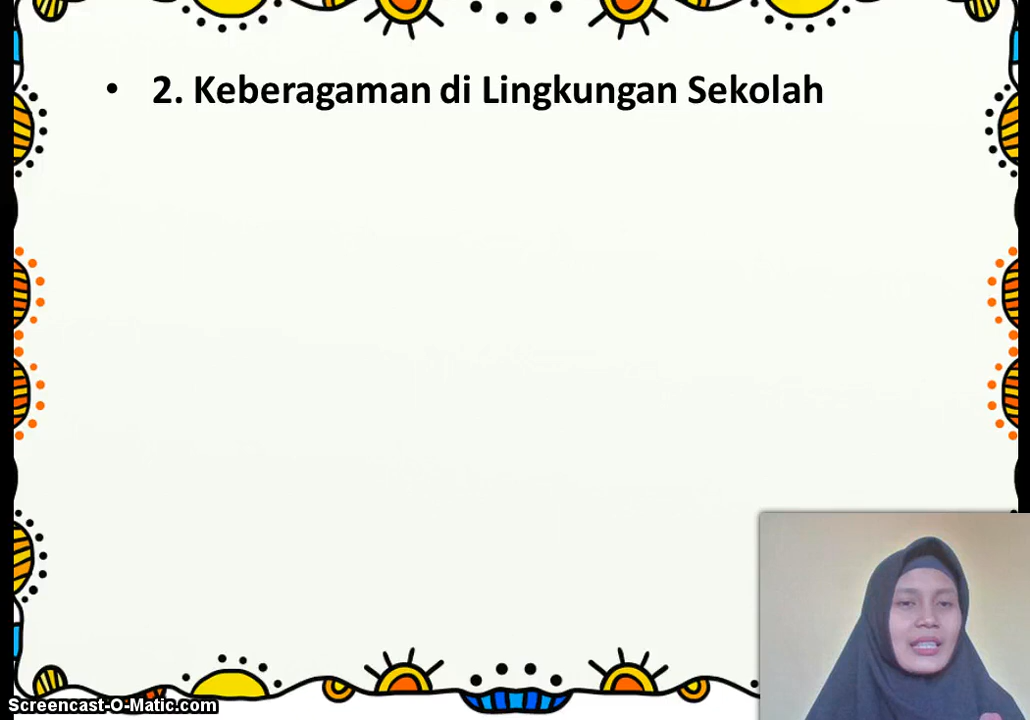 • 2. Keberagaman di Lingkungan Sekolah
Screencast-O-Matic.com